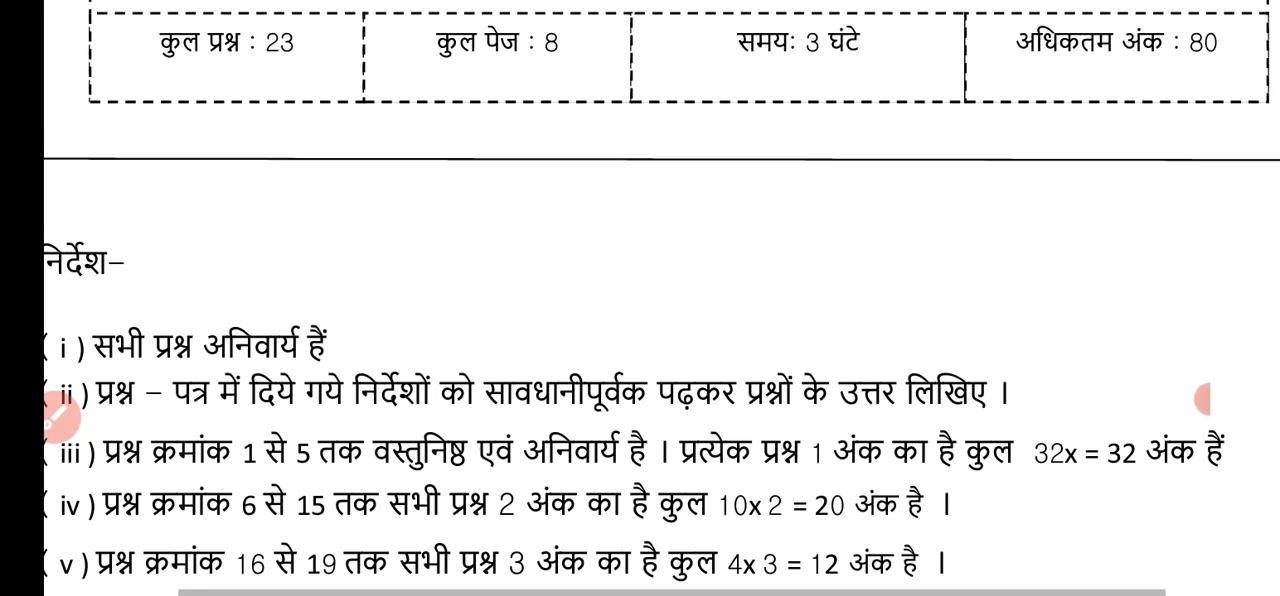 कुल प्रश्न : 23 कुल पेज : 8 समय: 3 घंटे अधिकतम अंक : 80
निर्देश–
( i ) सभी प्रश्न अनिवार्य हैं
( ii ) प्रश्न – पत्र में दिये गये निर्देशों को सावधानीपूर्वक पढ़कर प्रश्नों के उत्तर लिखिए ।
( iii ) प्रश्न क्रमांक 1 से 5 तक वस्तुनिष्ठ एवं अनिवार्य है । प्रत्येक प्रश्न 1 अंक का है कुल 32x = 32 अंक हैं
( iv ) प्रश्न क्रमांक 6 से 15 तक सभी प्रश्न 2 अंक का है कुल 10x 2 = 20 अंक है ।
( v ) प्रश्न क्रमांक 16 से 19 तक सभी प्रश्न 3 अंक का है कुल 4x 3 = 12 अंक है ।